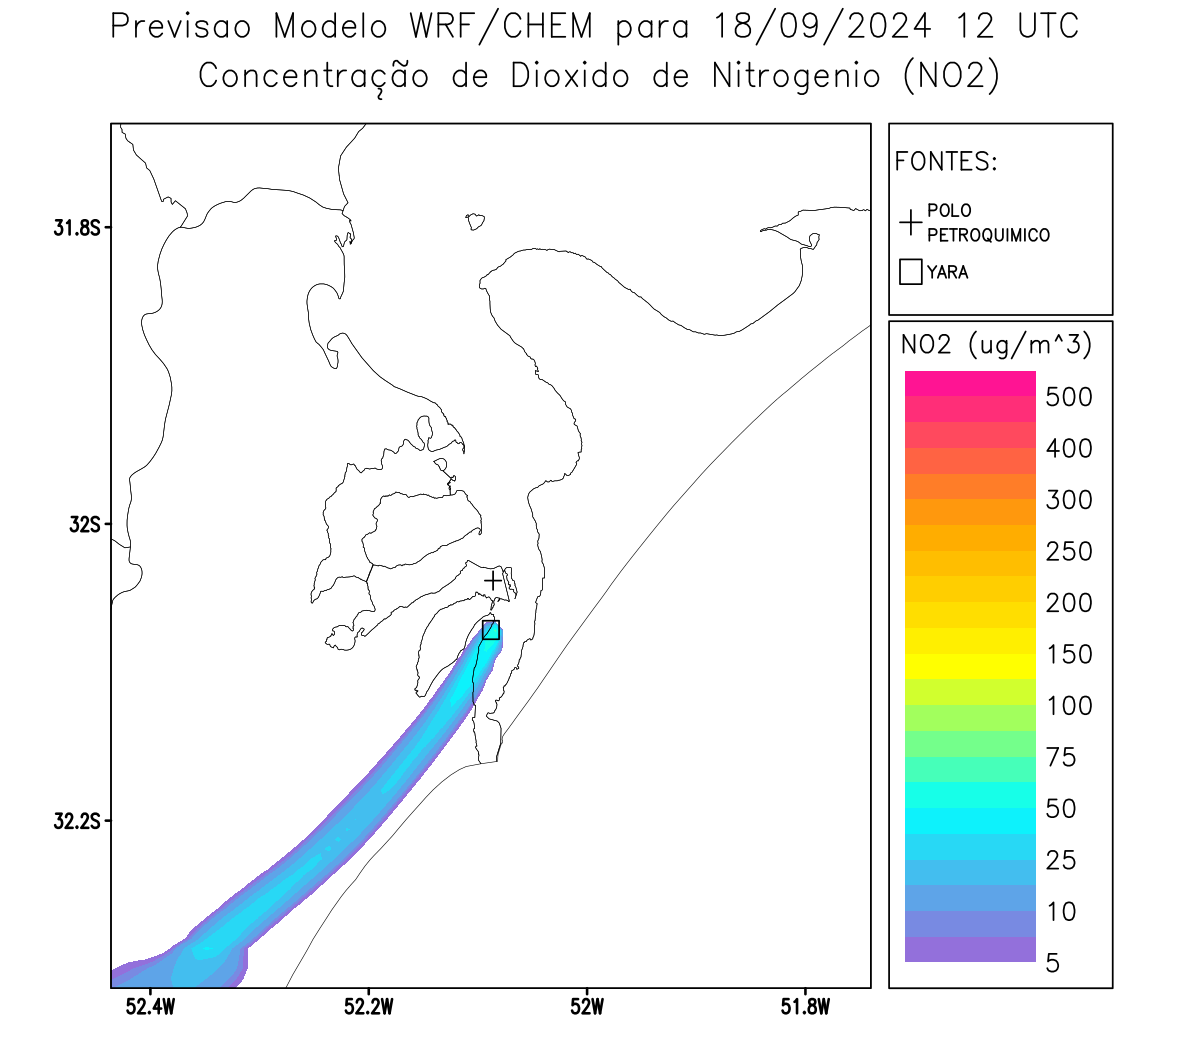 Previsao Modelo WRF/CHEM para 18/09/2024 12 UTC
Concentração de Dioxido de Nitrogenio (NO2)
FONTES:
POLO
PETROQUIMICO
YARA
31.8S
32S
32.2S
52.4W
52.2W
52W
51.8W
NO2 (ug/m^3)
500
400
300
250
200
150
100
75
50
25
10
5